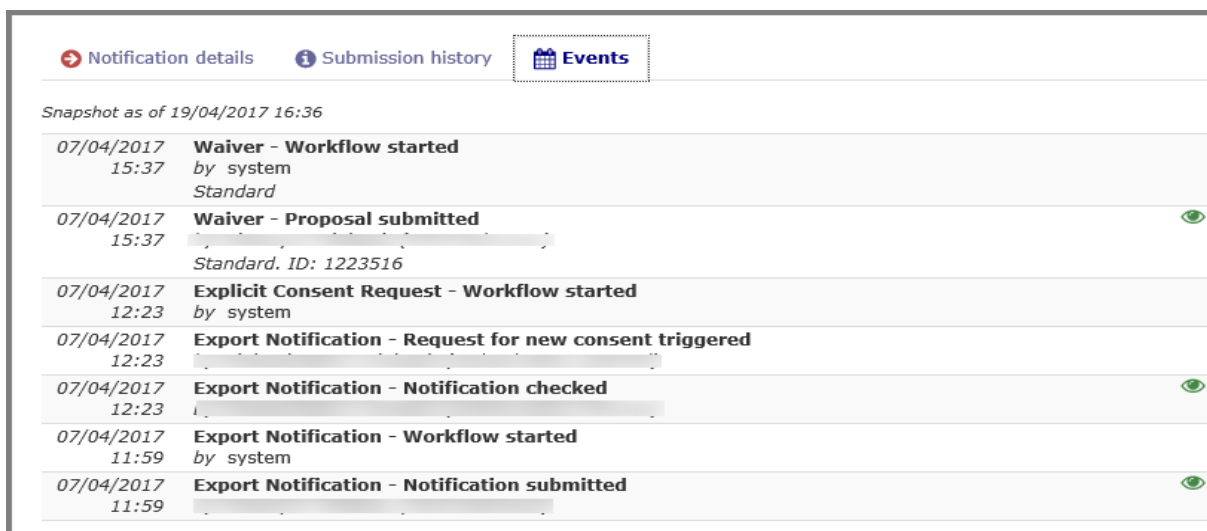 Notification details Submission history Events
Snapshot as of 19/04/2017 16:36
07/04/2017 Waiver - Workflow started
15:37 by system
Standard
07/04/2017 Waiver - Proposal submitted
15:37
Standard. ID: 1223516
07/04/2017 Explicit Consent Request - Workflow started
12:23 by system
07/04/2017 Export Notification - Request for new consent triggered
12:23
07/04/2017 Export Notification - Notification checked
12:23
07/04/2017 Export Notification - Workflow started
11:59 by system
07/04/2017 Export Notification - Notification submitted
11:59